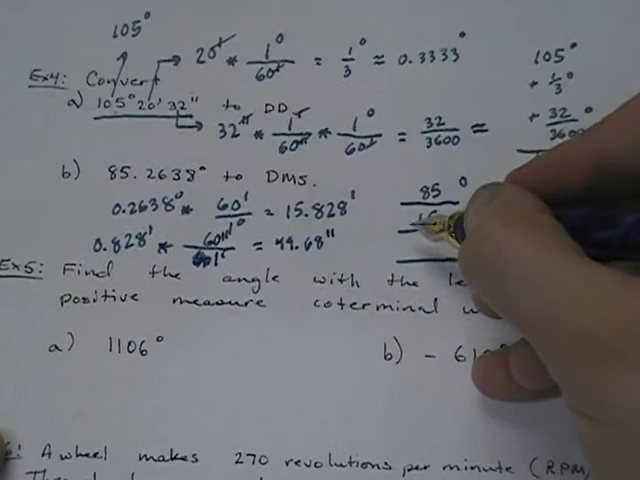 105°
20' * 1°/60' = 1/3° ≈ 0.3333° 105°
Ex4: Convert + 1/3°
a) 105° 20' 32" to DD. + 32/3600°
32" * 1'/60" * 1°/60' = 32/3600 ≈
b) 85.2638° to DMS. 85°
0.2638° * 60'/1° = 15.828'
0.828' * 60"/1' = 49.68"
Ex5: Find the angle with the
positive measure coterminal
a) 1106° b)
A wheel makes 270 revolutions per minute (RPM